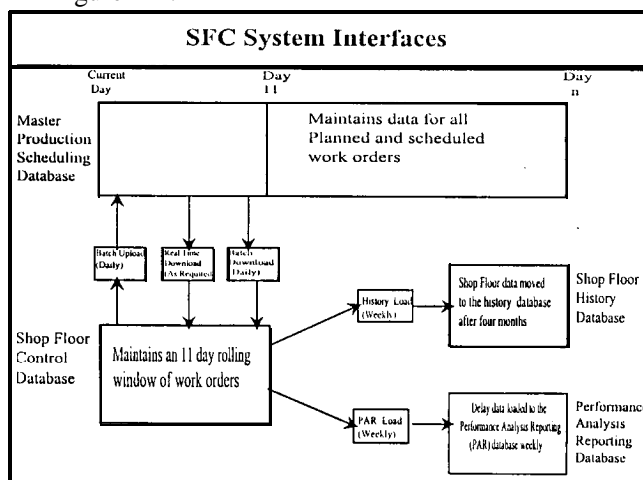 SFC System Interfaces
Current
Day
Day
11
Day
n
Master
Production
Scheduling
Database
Maintains data for all
Planned and scheduled
work orders
Batch Upload
(Daily)
Real Time
Download
(As Required
Batch
Download
Daily)
Shop Floor
Control
Database
Maintains an 11 day rolling
window of work orders
History Load
(Weekly)
Shop Floor data moved
to the history database
after four months
Shop Floor
History
Database
PAR Load
(Weekly)
Delay data loaded to the
Performance Analysis Reporting
(PAR) database weekly
Performance
Analysis
Reporting
Database